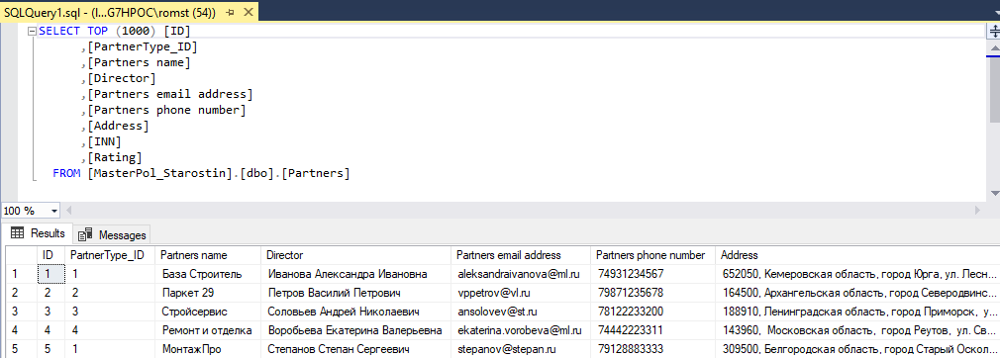 SQLQuery1.sql - (l...G7HPOC\romst (54))
SELECT TOP (1000) [ID]
,[PartnerType_ID]
,[Partners name]
,[Director]
,[Partners email address]
,[Partners phone number]
,[Address]
,[INN]
,[Rating]
FROM [MasterPol_Starostin].[dbo].[Partners]
100 %
Results Messages
ID PartnerType_ID Partners name Director Partners email address Partners phone number Address
1 1 1 База Строитель Иванова Александра Ивановна aleksandraivanova@ml.ru 74931234567 652050, Кемеровская область, город Юрга, ул. Лесн...
2 2 2 Паркет 29 Петров Василий Петрович vppetrov@vl.ru 79871235678 164500, Архангельская область, город Северодвинс...
3 3 3 Стройсервис Соловьев Андрей Николаевич ansolovev@st.ru 78122233200 188910, Ленинградская область, город Приморск, у...
4 4 4 Ремонт и отделка Воробьева Екатерина Валерьевна ekaterina.vorobeva@ml.ru 74442223311 143960, Московская область, город Реутов, ул. Св...
5 5 1 МонтажПро Степанов Степан Сергеевич stepanov@stepan.ru 79128883333 309500, Белгородская область, город Старый Оскол...